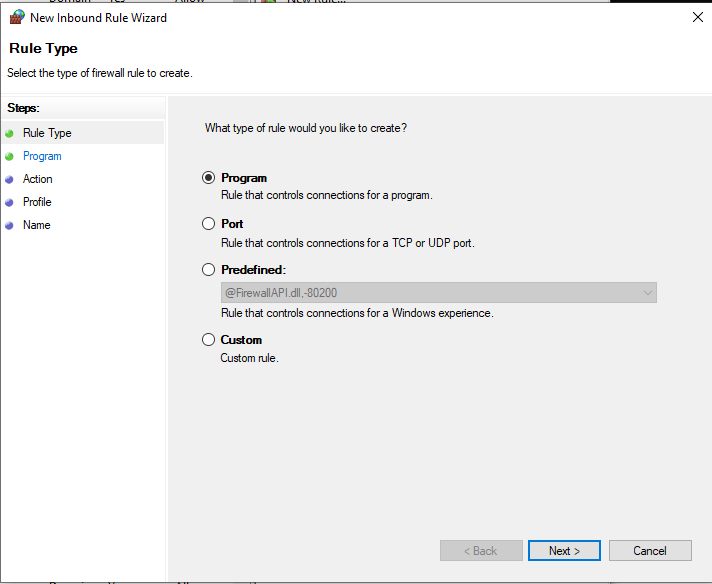 New Inbound Rule Wizard
Rule Type
Select the type of firewall rule to create.
Steps:
Rule Type
Program
Action
Profile
Name
What type of rule would you like to create?
Program
Rule that controls connections for a program.
Port
Rule that controls connections for a TCP or UDP port.
Predefined:
@FirewallAPI.dll,-80200
Rule that controls connections for a Windows experience.
Custom
Custom rule.
< Back
Next >
Cancel